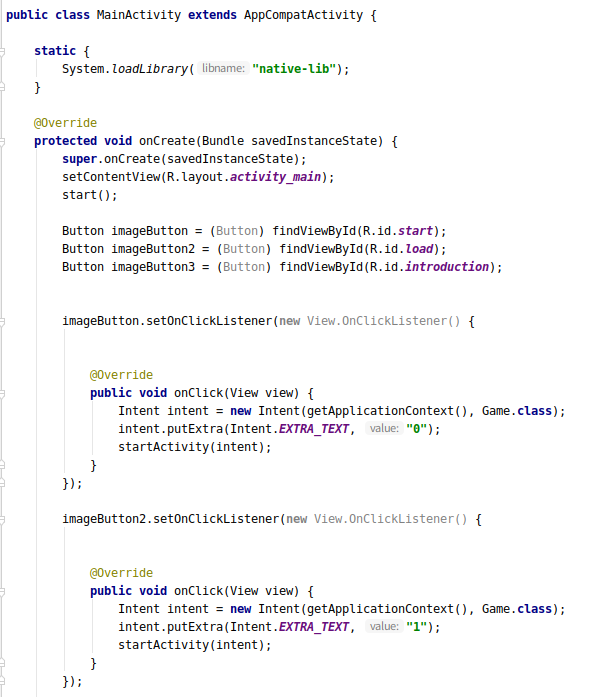 public class MainActivity extends AppCompatActivity {
static {
System.loadLibrary( libname: "native-lib");
}
@Override
protected void onCreate(Bundle savedInstanceState) {
super.onCreate(savedInstanceState);
setContentView(R.layout.activity_main);
start();
Button imageButton = (Button) findViewById(R.id.start);
Button imageButton2 = (Button) findViewById(R.id.load);
Button imageButton3 = (Button) findViewById(R.id.introduction);
imageButton.setOnClickListener(new View.OnClickListener() {
@Override
public void onClick(View view) {
Intent intent = new Intent(getApplicationContext(), Game.class);
intent.putExtra(Intent.EXTRA_TEXT, value: "0");
startActivity(intent);
}
});
imageButton2.setOnClickListener(new View.OnClickListener() {
@Override
public void onClick(View view) {
Intent intent = new Intent(getApplicationContext(), Game.class);
intent.putExtra(Intent.EXTRA_TEXT, value: "1");
startActivity(intent);
}
});